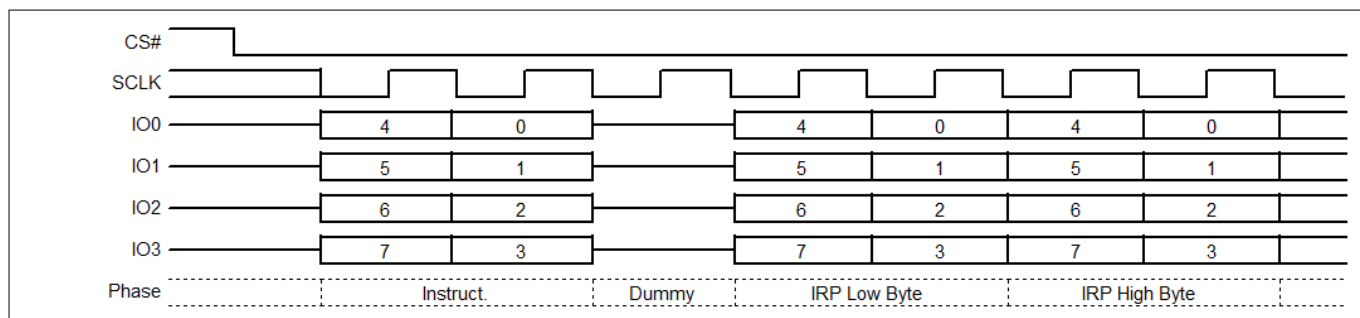 CS#
SCLK
IO0 4 0 4 0 4 0
IO1 5 1 5 1 5 1
IO2 6 2 6 2 6 2
IO3 7 3 7 3 7 3
Phase Instruct. Dummy IRP Low Byte IRP High Byte